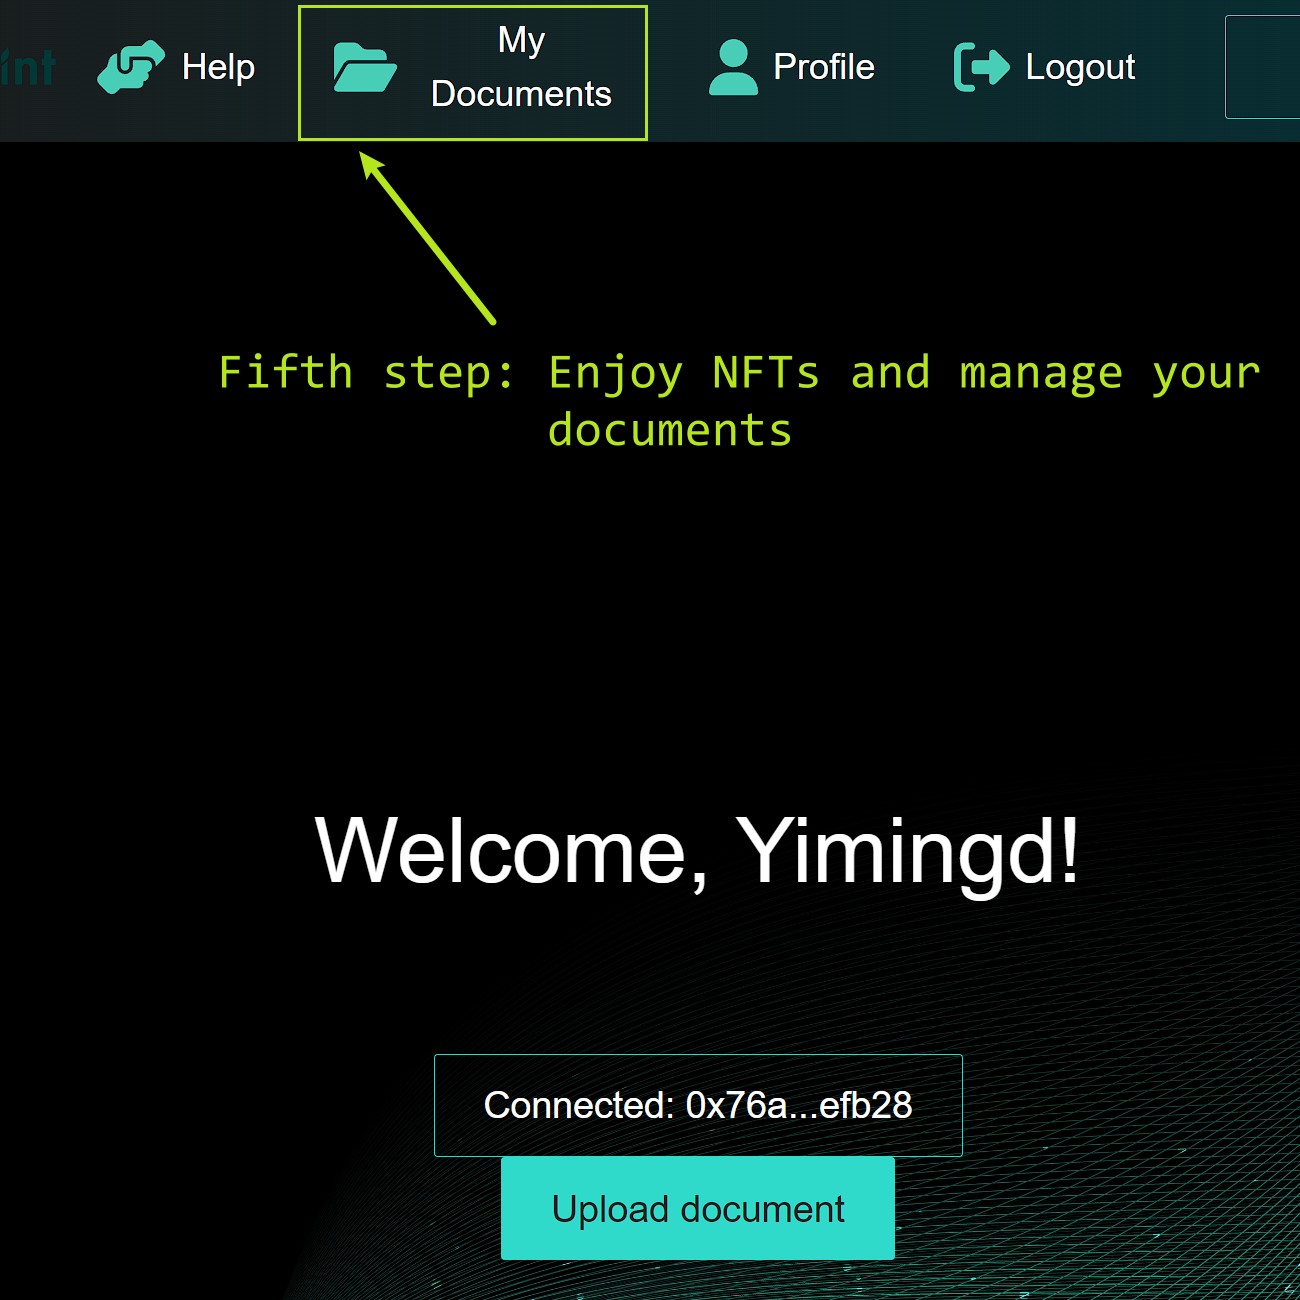 Help
My
Documents
Profile
Logout
Fifth step: Enjoy NFTs and manage your
documents
Welcome, Yimingd!
Connected: 0x76a...efb28
Upload document